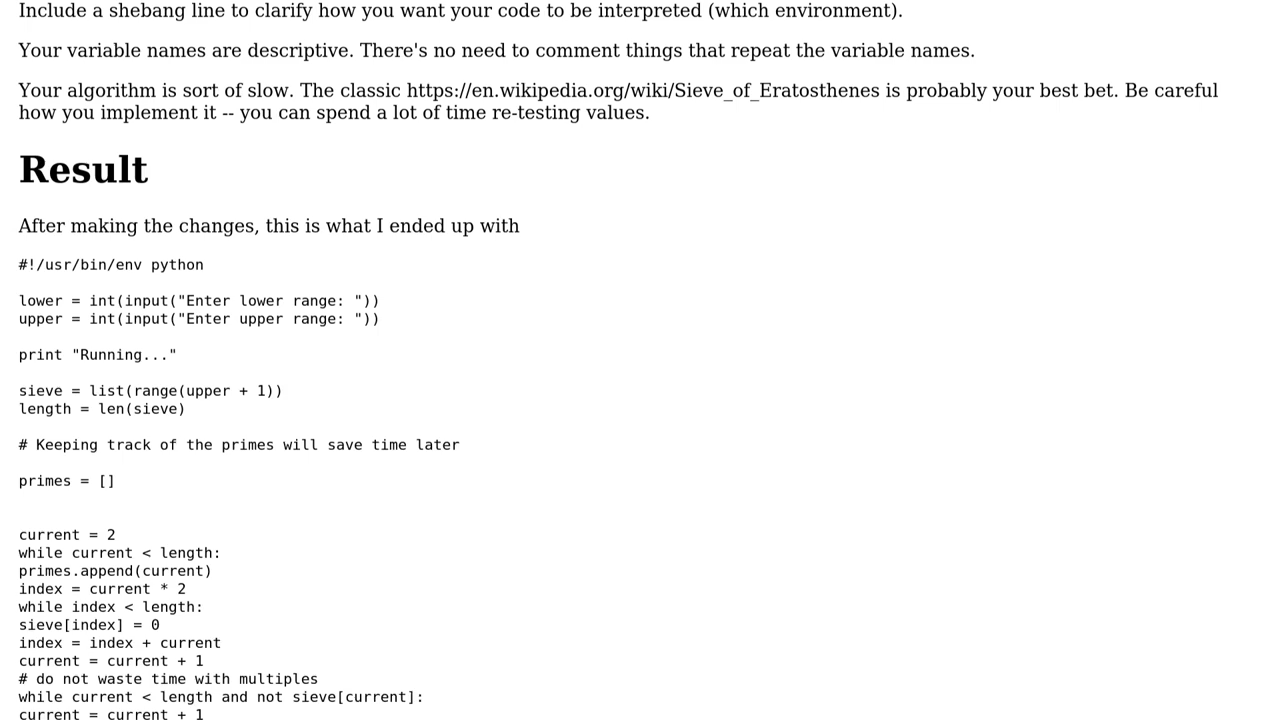 Include a shebang line to clarify how you want your code to be interpreted (which environment).
Your variable names are descriptive. There's no need to comment things that repeat the variable names.
Your algorithm is sort of slow. The classic https://en.wikipedia.org/wiki/Sieve_of_Eratosthenes is probably your best bet. Be careful
how you implement it -- you can spend a lot of time re-testing values.
Result
After making the changes, this is what I ended up with
#!/usr/bin/env python
lower = int(input("Enter lower range: "))
upper = int(input("Enter upper range: "))
print "Running..."
sieve = list(range(upper + 1))
length = len(sieve)
# Keeping track of the primes will save time later
primes = []
current = 2
while current < length:
primes.append(current)
index = current * 2
while index < length:
sieve[index] = 0
index = index + current
current = current + 1
# do not waste time with multiples
while current < length and not sieve[current]:
current = current + 1